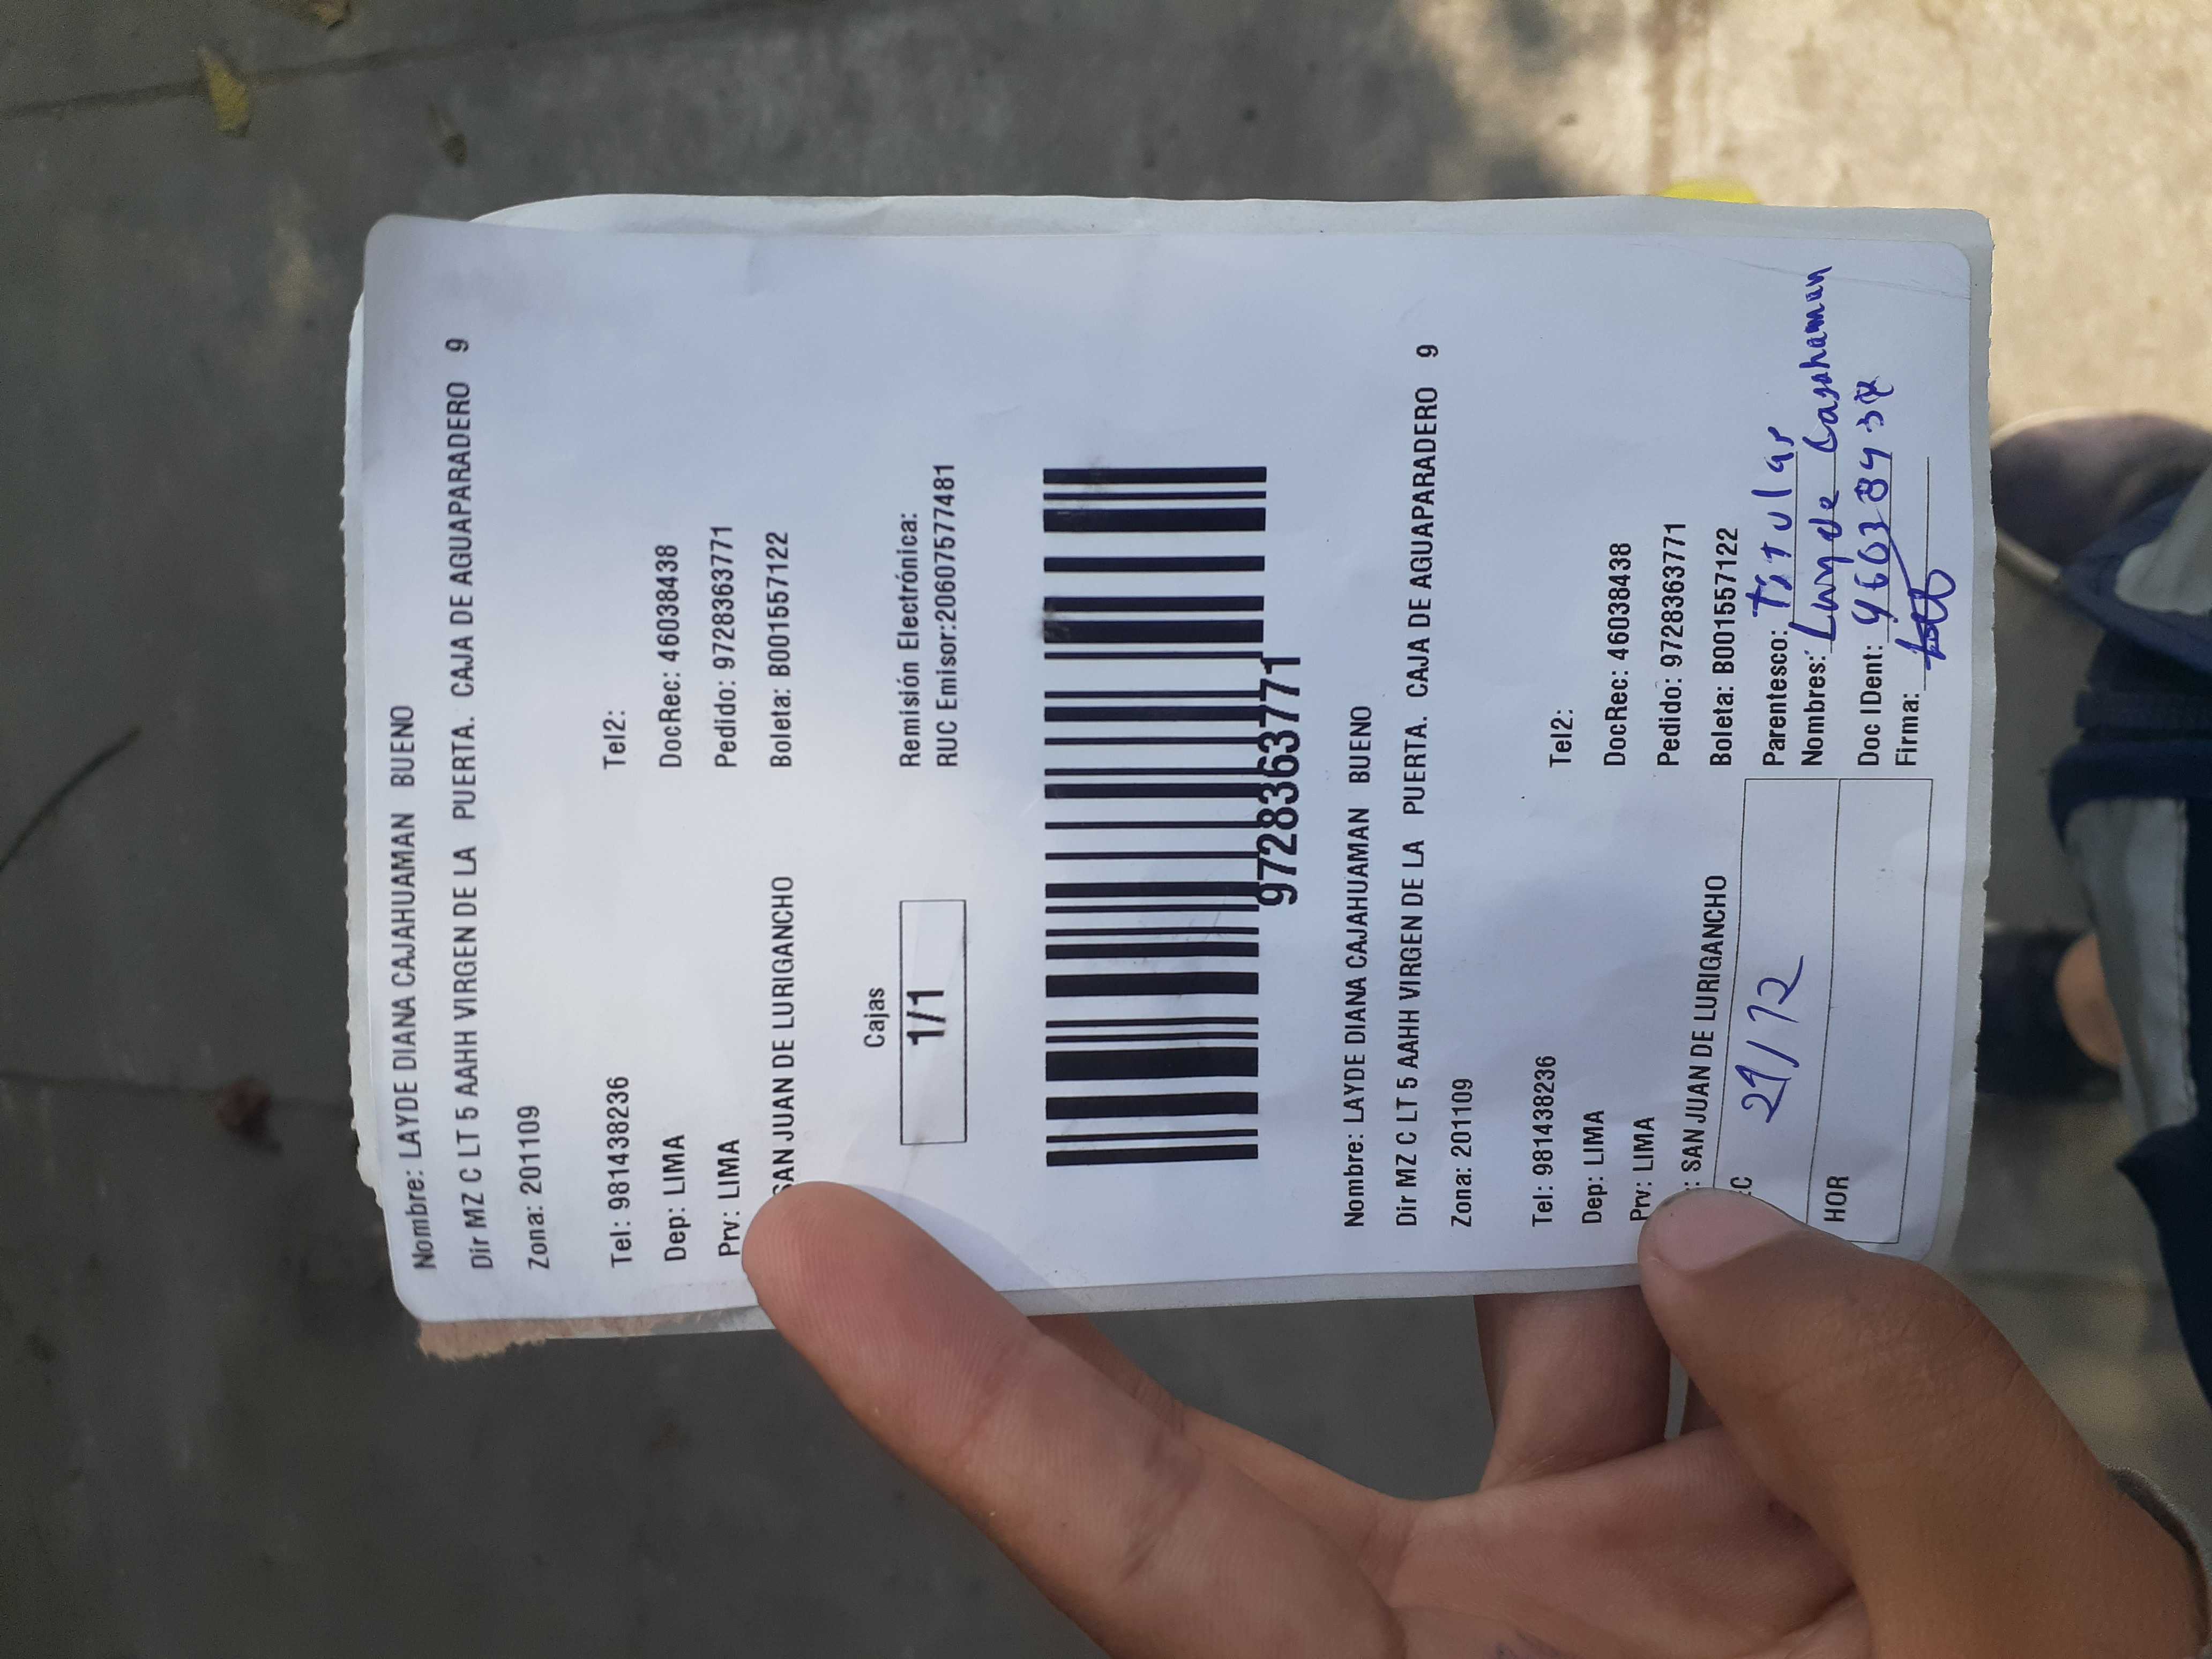 Nombre: LAYDE DIANA CAJAHUAMAN BUENO
Dir MZ C LT 5 AAHH VIRGEN DE LA PUERTA. CAJA DE AGUAPARADERO 9
Zona: 201109
Tel: 981438236 Tel2:
Dep: LIMA DocRec: 46038438
Prv: LIMA Pedido: 972836377​1
SAN JUAN DE LURIGANCHO Boleta: B001557122
Cajas
1/1
Remisión Electrónica:
RUC Emisor:20607577481
9728363771
Nombre: LAYDE DIANA CAJAHUAMAN BUENO
Dir MZ C LT 5 AAHH VIRGEN DE LA PUERTA. CAJA DE AGUAPARADERO 9
Zona: 201109
Tel: 981438236 Tel2:
Dep: LIMA DocRec: 46038438
Prv: LIMA Pedido: 9728363771
: SAN JUAN DE LURIGANCHO Boleta: B001557122
Parentesco: Titular
Nombres: Cajahaman
Doc IDent: 46038438
Firma:
21/12
HOR